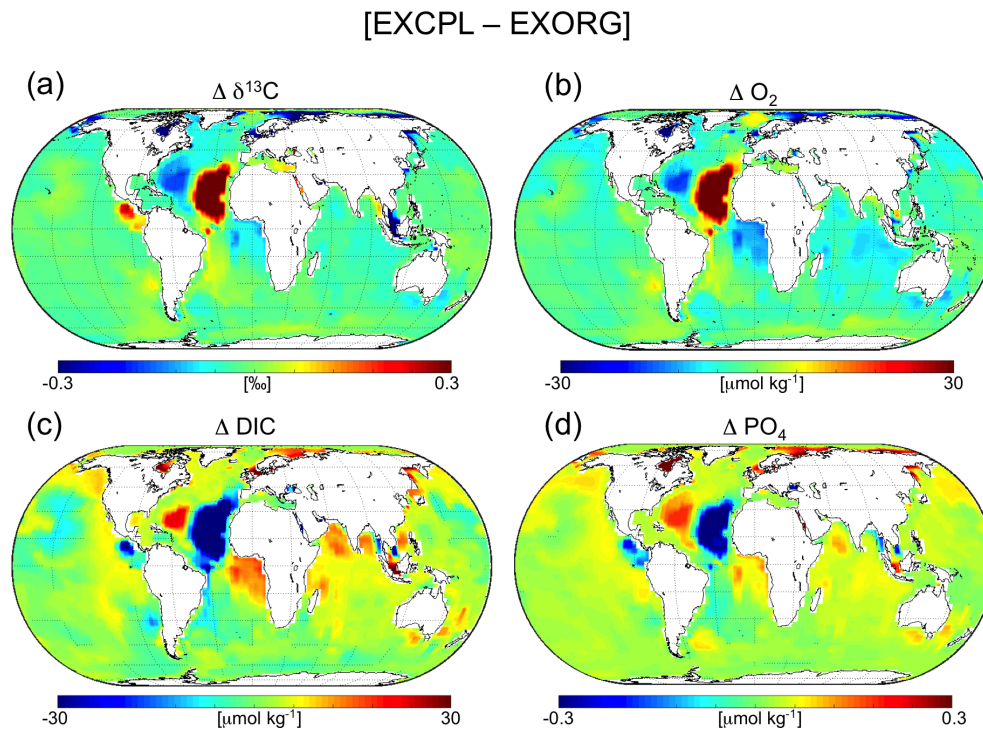 [EXCPL – EXORG]
(a) Δ δ¹³C
(b) Δ O₂
-0.3 [‰] 0.3
-30 [μmol kg⁻¹] 30
(c) Δ DIC
(d) Δ PO₄
-30 [μmol kg⁻¹] 30
-0.3 [μmol kg⁻¹] 0.3